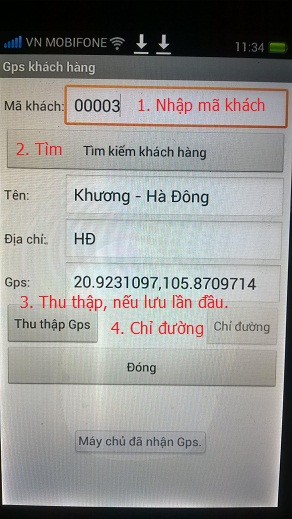 VN MOBIFONE 11:34
Gps khách hàng
Mã khách: 00003 1. Nhập mã khách
2. Tìm Tìm kiếm khách hàng
Tên: Khương - Hà Đông
Địa chỉ: HĐ
Gps: 20.9231097,105.8709714
3. Thu thập, nếu lưu lần đầu.
Thu thập Gps 4. Chỉ đường Chỉ đường
Đóng
Máy chủ đã nhận Gps.